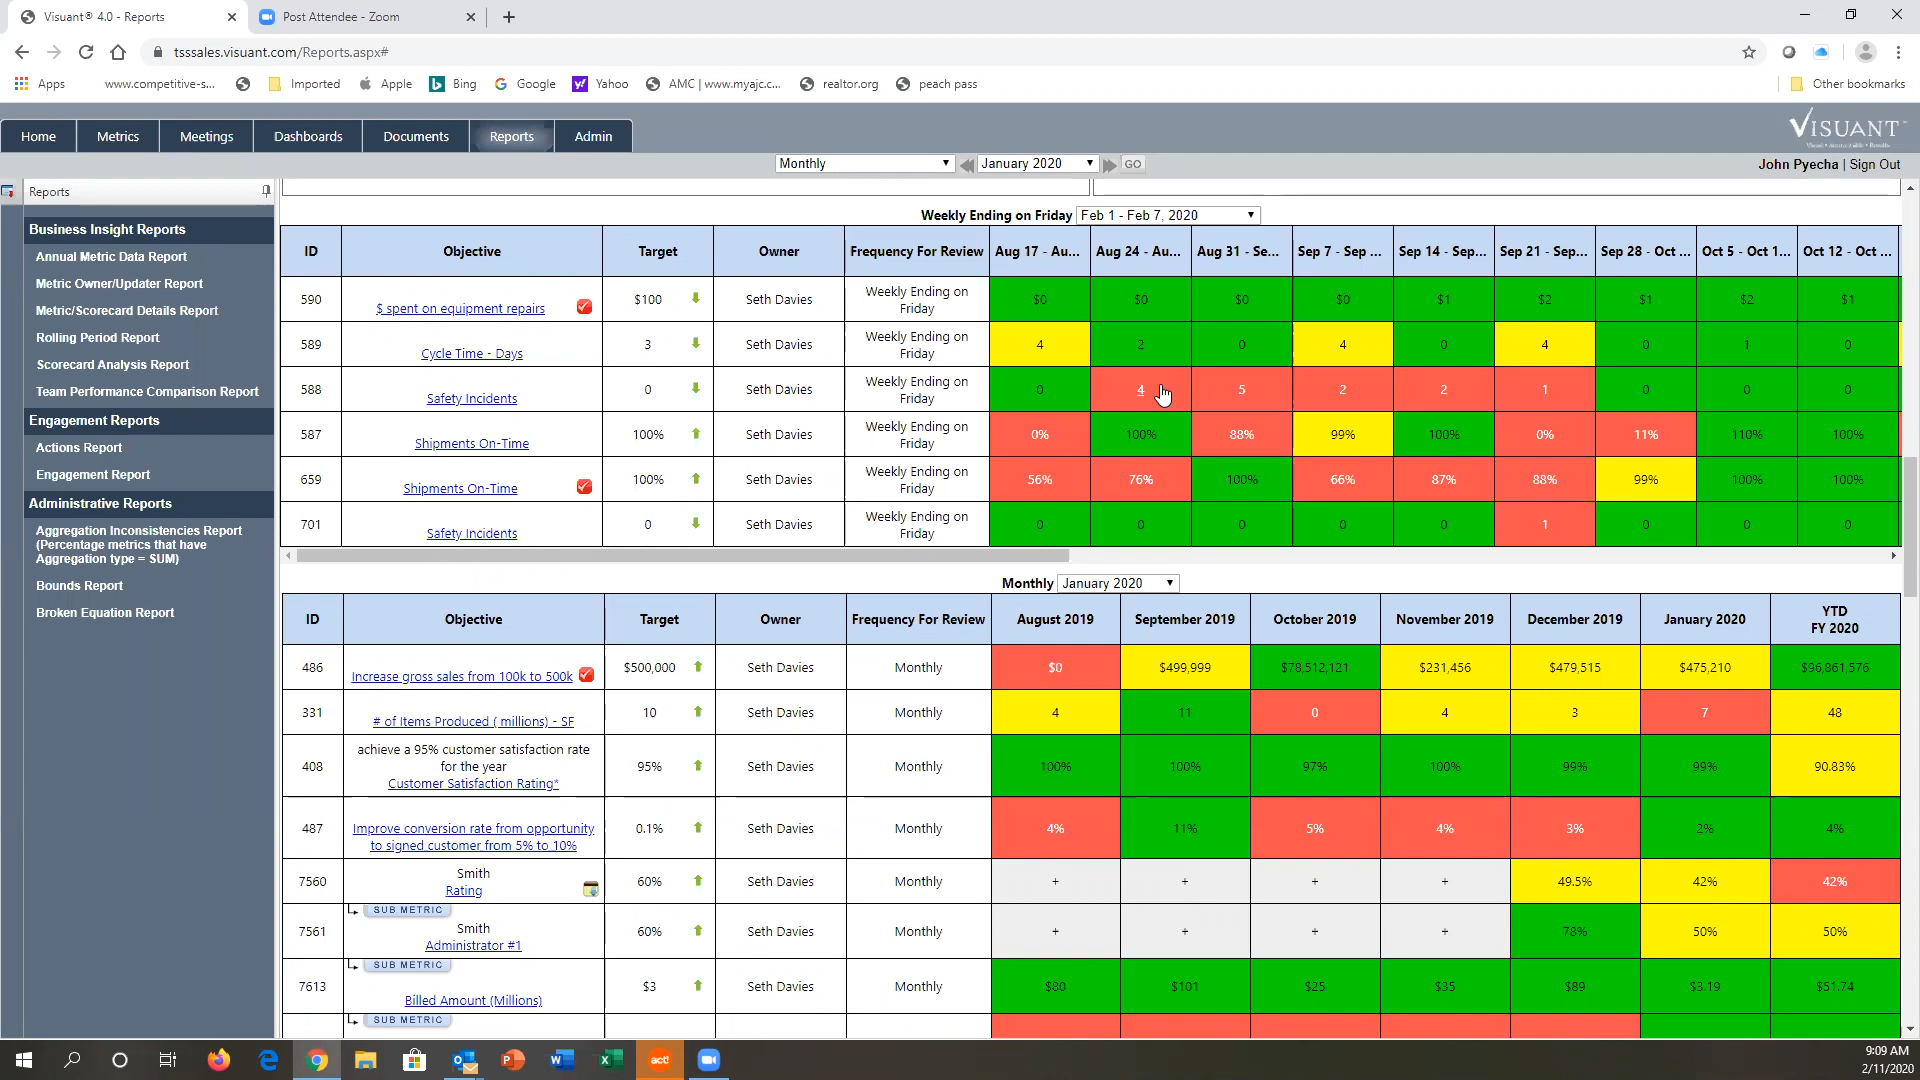 Visuant® 4.0 - Reports
Post Attendee - Zoom
tsssales.visuant.com/Reports.aspx#
Apps
www.competitive-s...
Imported
Apple
Bing
Google
Yahoo
AMC | www.myajc.c...
realtor.org
peach pass
Other bookmarks
Home
Metrics
Meetings
Dashboards
Documents
Reports
Admin
VISUANT
Monthly
January 2020
GO
John Pyecha | Sign Out
Reports
Business Insight Reports
Annual Metric Data Report
Metric Owner/Updater Report
Metric/Scorecard Details Report
Rolling Period Report
Scorecard Analysis Report
Team Performance Comparison Report
Engagement Reports
Actions Report
Engagement Report
Administrative Reports
Aggregation Inconsistencies Report
(Percentage metrics that have
Aggregation type = SUM)
Bounds Report
Broken Equation Report
Weekly Ending on Friday Feb 1 - Feb 7, 2020
ID Objective Target Owner Frequency For Review Aug 17 - Au... Aug 24 - Au... Aug 31 - Se... Sep 7 - Sep ... Sep 14 - Sep... Sep 21 - Sep... Sep 28 - Oct ... Oct 5 - Oct 1... Oct 12 - Oct ...
590 $ spent on equipment repairs $100 Seth Davies Weekly Ending on Friday $0 $0 $0 $0 $1 $2 $1 $2 $1
589 Cycle Time - Days 3 Seth Davies Weekly Ending on Friday 4 2 0 4 0 4 0 1 0
588 Safety Incidents 0 Seth Davies Weekly Ending on Friday 0 4 5 2 2 1 0 0 0
587 Shipments On-Time 100% Seth Davies Weekly Ending on Friday 0% 100% 88% 99% 100% 0% 11% 110% 100%
659 Shipments On-Time 100% Seth Davies Weekly Ending on Friday 56% 76% 100% 66% 87% 88% 99% 100% 100%
701 Safety Incidents 0 Seth Davies Weekly Ending on Friday 0 0 0 0 0 1 0 0 0
Monthly January 2020
ID Objective Target Owner Frequency For Review August 2019 September 2019 October 2019 November 2019 December 2019 January 2020 YTD FY 2020
486 Increase gross sales from 100k to 500k $500,000 Seth Davies Monthly $0 $499,999 $78,512,121 $231,456 $479,515 $475,210 $96,861,576
331 # of Items Produced ( millions) - SF 10 Seth Davies Monthly 4 11 0 4 3 7 48
408 achieve a 95% customer satisfaction rate for the year Customer Satisfaction Rating* 95% Seth Davies Monthly 100% 100% 97% 100% 99% 99% 90.83%
487 Improve conversion rate from opportunity to signed customer from 5% to 10% 0.1% Seth Davies Monthly 4% 11% 5% 4% 3% 2% 4%
7560 Smith Rating 60% Seth Davies Monthly + + + + 49.5% 42% 42%
SUB METRIC
7561 Smith Administrator #1 60% Seth Davies Monthly + + + + 78% 50% 50%
SUB METRIC
7613 Billed Amount (Millions) $3 Seth Davies Monthly $80 $101 $25 $35 $89 $3.19 $51.74
SUB METRIC
act!
9:09 AM
2/11/2020